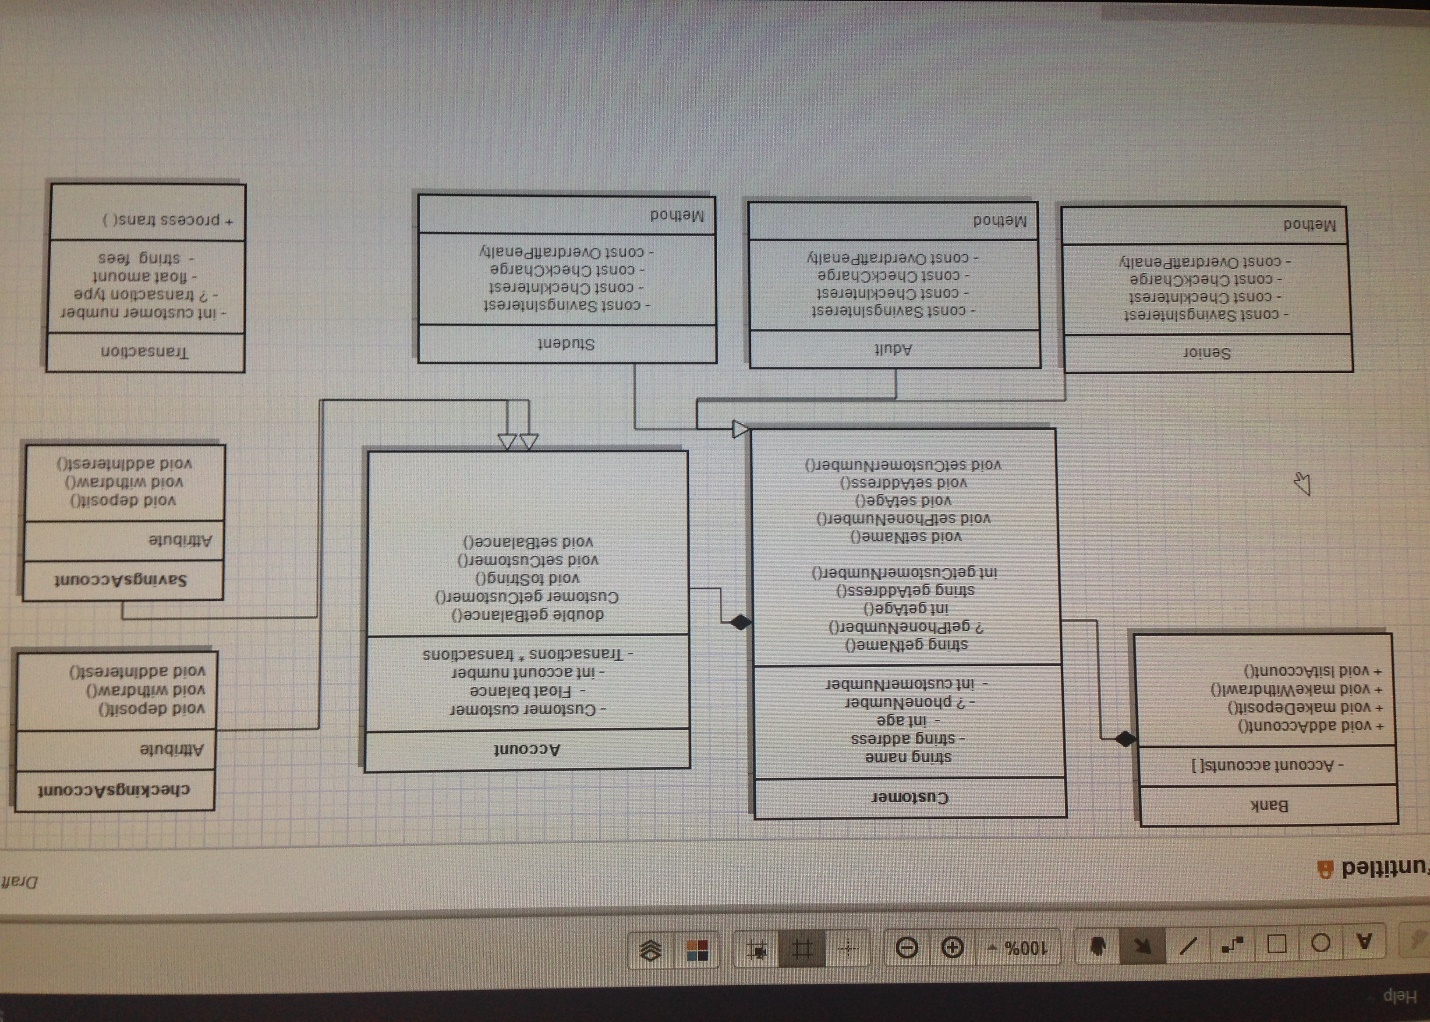 Help
untitled
Draft
100%
Bank
- Account accounts[ ]
+ void addAccount()
+ void makeDeposit()
+ void makeWithdrawl()
+ void lsitAccount()
Customer
string name
- string address
- int age
- ? phoneNumber
- int customerNumber
string getName()
? getPhoneNumber()
int getAge()
string getAddress()
int getCustomerNumber()
void setName()
void setPhoneNumber()
void setAge()
void setAddress()
void setCustomerNumber()
Account
- Customer customer
- Float balance
- int account number
- Transactions * transactions
double getBalance()
Customer getCustomer()
void toString()
void setCustomer()
void setBalance()
checkingsAccount
Attribute
void deposit()
void withdraw()
void addInterest()
SavingsAccount
Attribute
void deposit()
void withdraw()
void addInterest()
Senior
- const SavingsInterest
- const CheckInterest
- const CheckCharge
- const OverdraftPenalty
Method
Adult
- const SavingsInterest
- const CheckInterest
- const CheckCharge
- const OverdraftPenalty
Method
Student
- const SavingsInterest
- const CheckInterest
- const CheckCharge
- const OverdraftPenalty
Method
Transaction
- int customer number
- ? transaction type
- float amount
- string fees
+ process trans( )